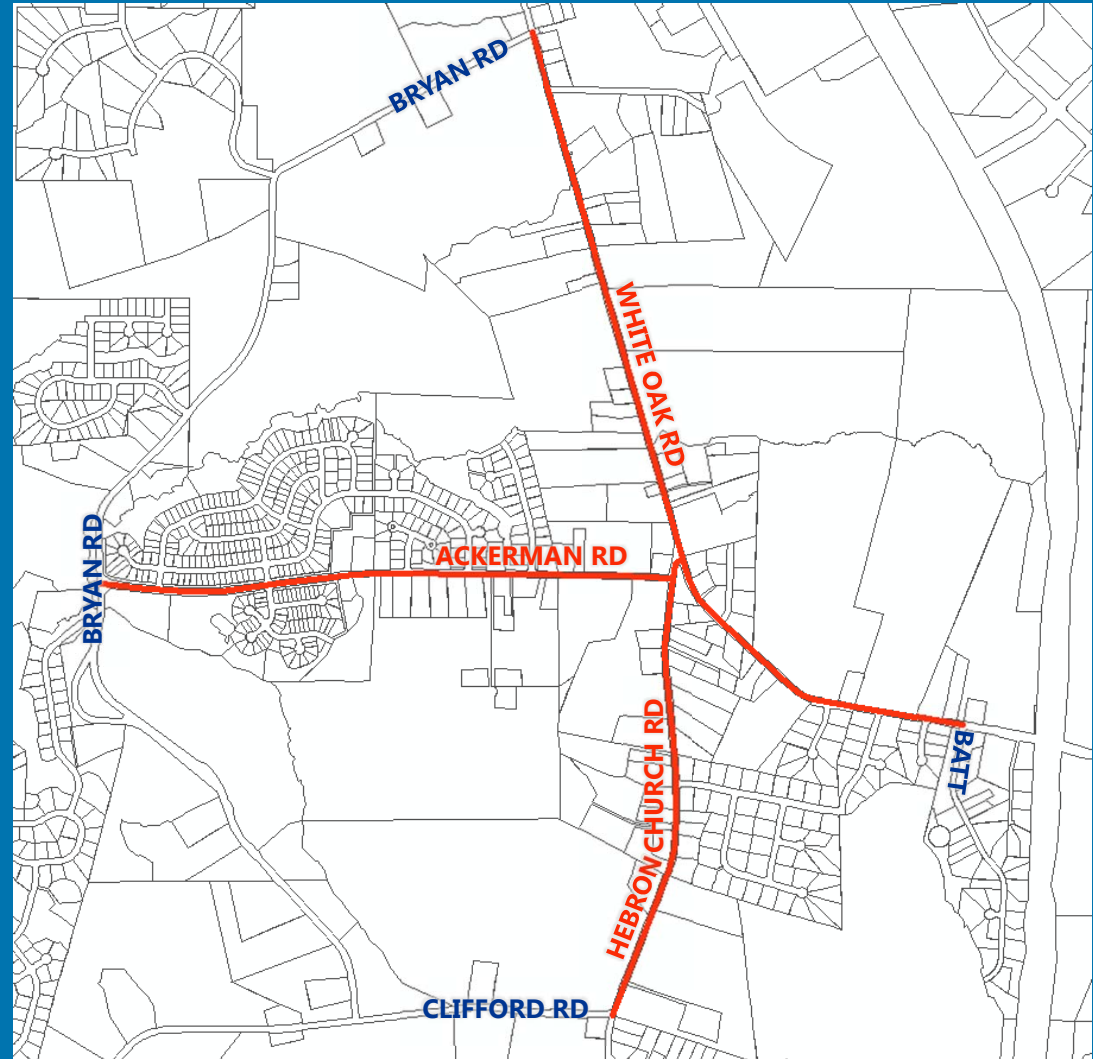 BRYAN RD
WHITE OAK RD
BRYAN RD
ACKERMAN RD
HEBRON CHURCH RD
BATT
CLIFFORD RD